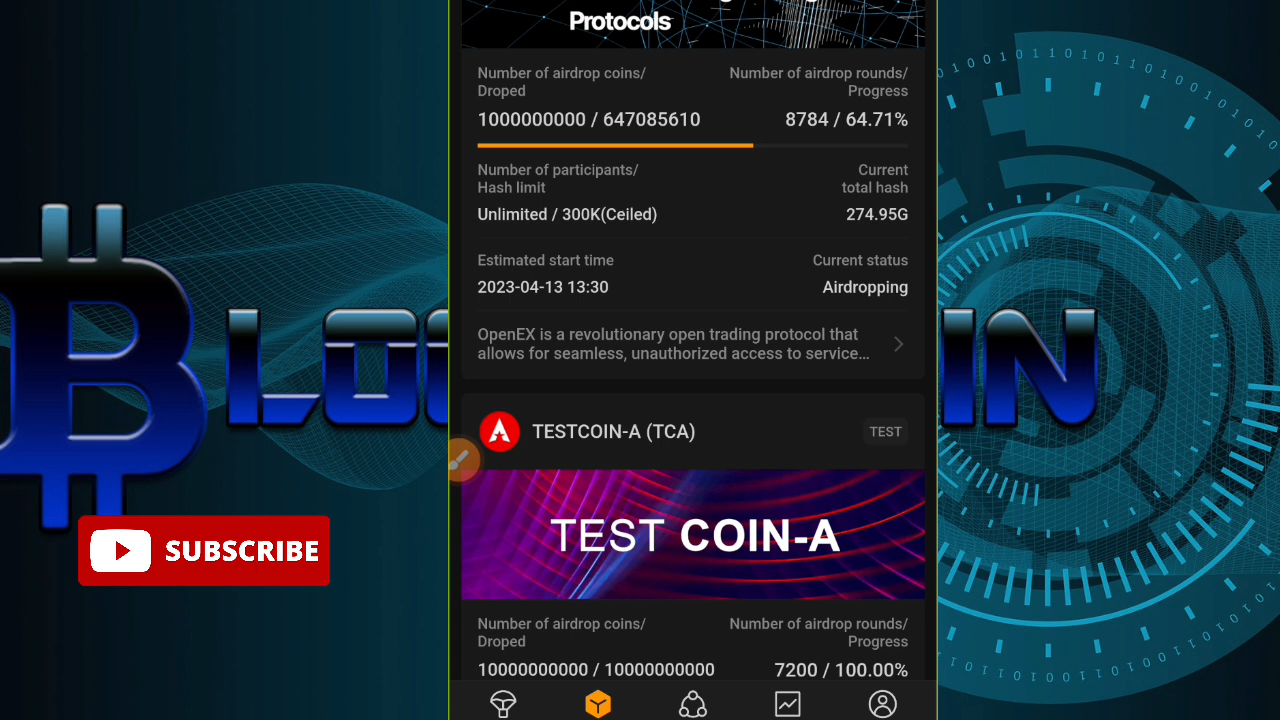 Protocols
Number of airdrop coins/
Droped
Number of airdrop rounds/
Progress
1000000000 / 647085610
8784 / 64.71%
Number of participants/
Hash limit
Current
total hash
Unlimited / 300K(Ceiled)
274.95G
Estimated start time
Current status
2023-04-13 13:30
Airdropping
OpenEX is a revolutionary open trading protocol that
allows for seamless, unauthorized access to service...
TESTCOIN-A (TCA)
TEST
TEST COIN-A
Number of airdrop coins/
Droped
Number of airdrop rounds/
Progress
10000000000 / 10000000000
7200 / 100.00%
SUBSCRIBE